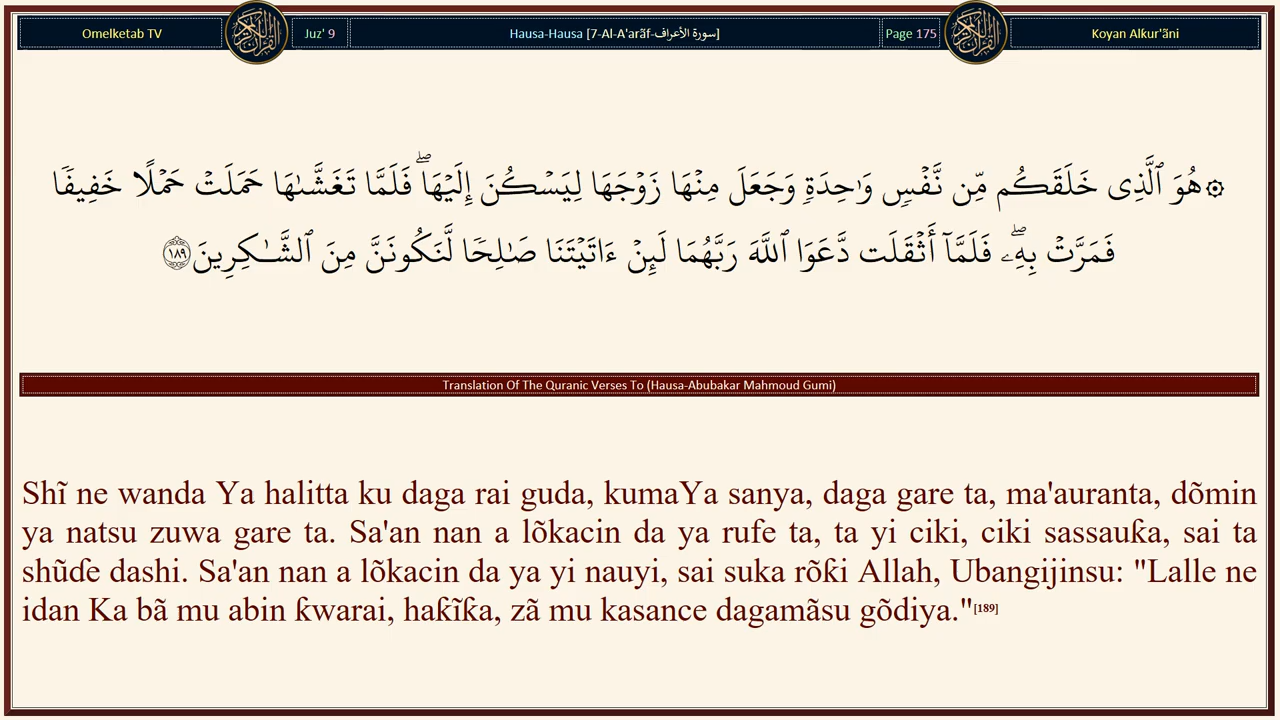 Omelketab TV
Juz' 9
Hausa-Hausa [7-Al-A'arãf-سورة الأعراف]
Page 175
Koyan Alƙur'ãni
۞هُوَ ٱلَّذِى خَلَقَكُم مِّن نَّفْسٍ وَٰحِدَةٍ وَجَعَلَ مِنْهَا زَوْجَهَا لِيَسْكُنَ إِلَيْهَا ۖ فَلَمَّا تَغَشَّىٰهَا حَمَلَتْ حَمْلًا خَفِيفًا
فَمَرَّتْ بِهِۦ ۖ فَلَمَّآ أَثْقَلَت دَّعَوَا ٱللَّهَ رَبَّهُمَا لَئِنْ ءَاتَيْتَنَا صَـٰلِحًا لَّنَكُونَنَّ مِنَ ٱلشَّـٰكِرِينَ ١٨٩
Translation Of The Quranic Verses To (Hausa-Abubakar Mahmoud Gumi)
Shĩ ne wanda Ya halitta ku daga rai guda, kumaYa sanya, daga gare ta, ma'auranta, dõmin
ya natsu zuwa gare ta. Sa'an nan a lõkacin da ya rufe ta, ta yi ciki, ciki sassauƙa, sai ta
shũɗe dashi. Sa'an nan a lõkacin da ya yi nauyi, sai suka rõƙi Allah, Ubangijinsu: "Lalle ne
idan Ka bã mu abin ƙwarai, haƙĩƙa, zã mu kasance dagamãsu gõdiya."[189]